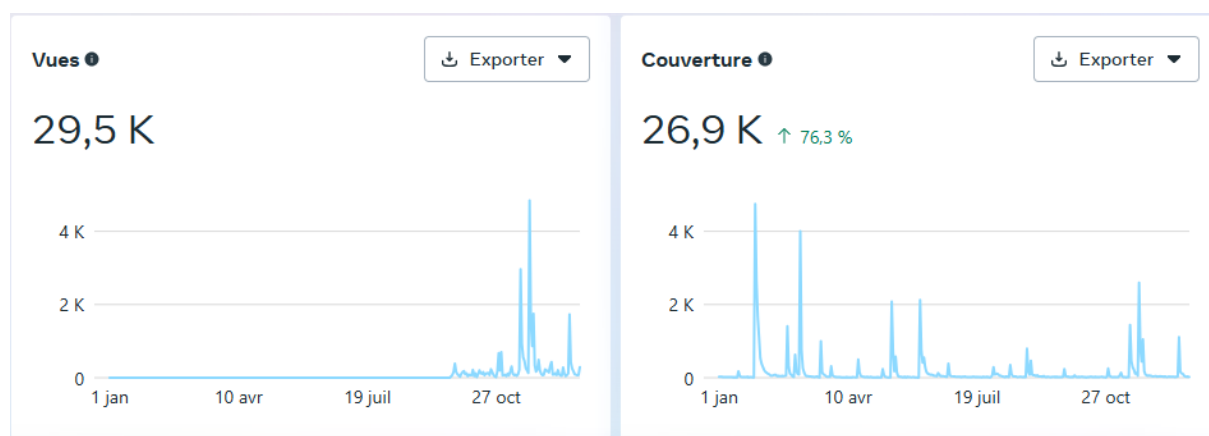 Vues
Exporter
29,5 K
4 K
2 K
0
1 jan
10 avr
19 juil
27 oct
Couverture
Exporter
26,9 K ↑ 76,3 %
4 K
2 K
0
1 jan
10 avr
19 juil
27 oct